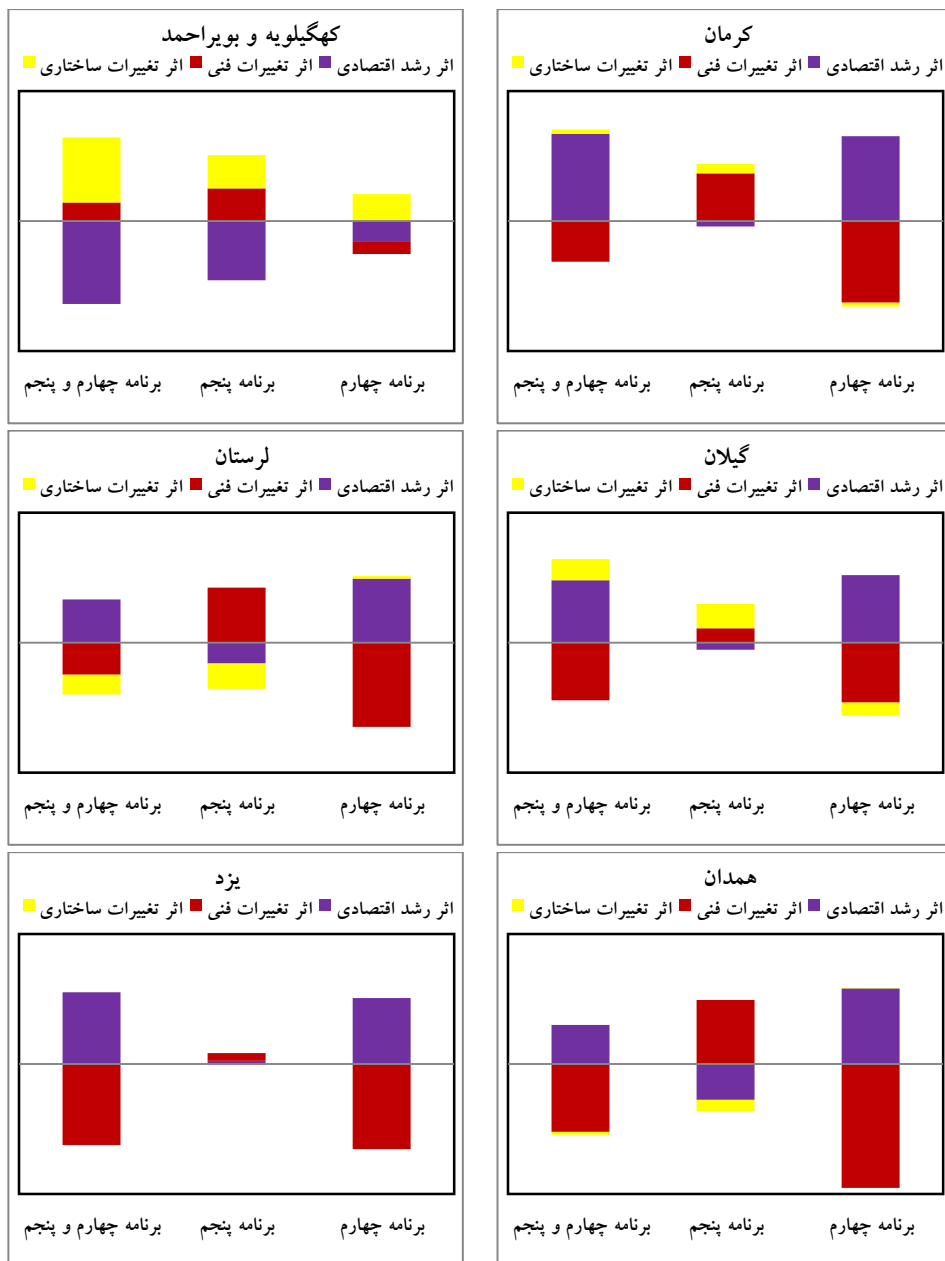 کرمان
اثر رشد اقتصادی اثر تغییرات فنی اثر تغییرات ساختاری
برنامه چهارم برنامه پنجم برنامه چهارم و پنجم
کهگیلویه و بویراحمد
اثر رشد اقتصادی اثر تغییرات فنی اثر تغییرات ساختاری
برنامه چهارم برنامه پنجم برنامه چهارم و پنجم
گیلان
اثر رشد اقتصادی اثر تغییرات فنی اثر تغییرات ساختاری
برنامه چهارم برنامه پنجم برنامه چهارم و پنجم
لرستان
اثر رشد اقتصادی اثر تغییرات فنی اثر تغییرات ساختاری
برنامه چهارم برنامه پنجم برنامه چهارم و پنجم
همدان
اثر رشد اقتصادی اثر تغییرات فنی اثر تغییرات ساختاری
برنامه چهارم برنامه پنجم برنامه چهارم و پنجم
یزد
اثر رشد اقتصادی اثر تغییرات فنی اثر تغییرات ساختاری
برنامه چهارم برنامه پنجم برنامه چهارم و پنجم